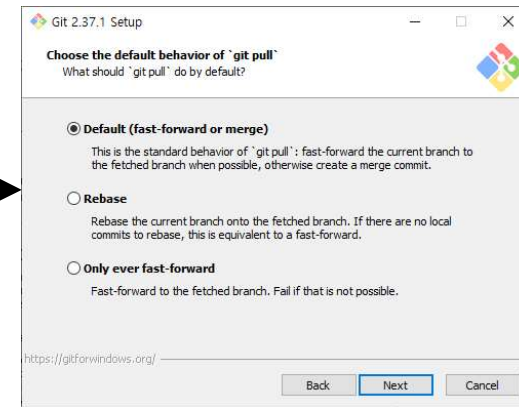 Git 2.37.1 Setup
Choose the default behavior of `git pull`
What should `git pull` do by default?
Default (fast-forward or merge)
This is the standard behavior of `git pull`: fast-forward the current branch to
the fetched branch when possible, otherwise create a merge commit.
Rebase
Rebase the current branch onto the fetched branch. If there are no local
commits to rebase, this is equivalent to a fast-forward.
Only ever fast-forward
Fast-forward to the fetched branch. Fail if that is not possible.
https://gitforwindows.org/
Back Next Cancel